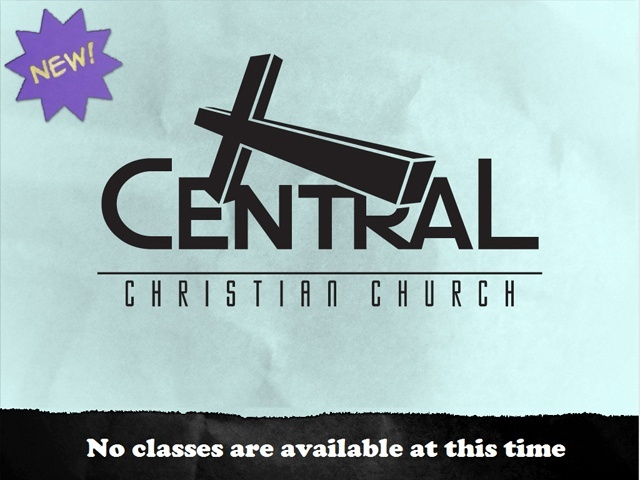 NEW!
CENTRAL
CHRISTIAN CHURCH
No classes are available at this time